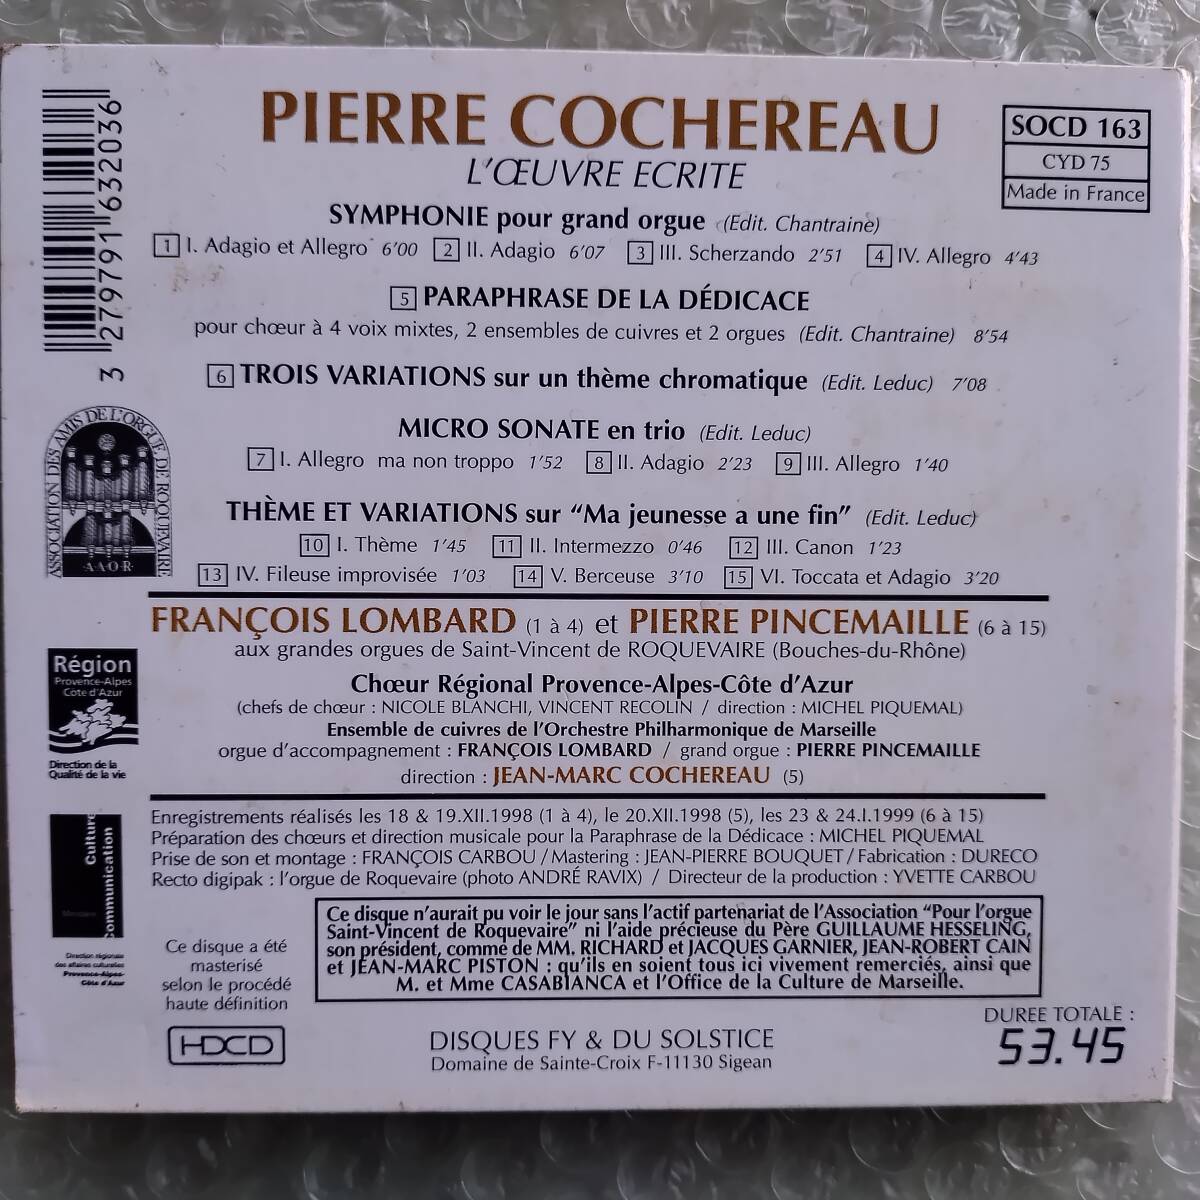 PIERRE COCHEREAU
L'ŒUVRE ECRITE
SOCD 163
CYD 75
Made in France
3 279791 632036
SYMPHONIE pour grand orgue (Edit. Chantraine)
1 I. Adagio et Allegro 6'00 2 II. Adagio 6'07 3 III. Scherzando 2'51 4 IV. Allegro 4'43
5 PARAPHRASE DE LA DÉDICACE
pour chœur à 4 voix mixtes, 2 ensembles de cuivres et 2 orgues (Edit. Chantraine) 8'54
6 TROIS VARIATIONS sur un thème chromatique (Edit. Leduc) 7'08
MICRO SONATE en trio (Edit. Leduc)
7 I. Allegro ma non troppo 1'52 8 II. Adagio 2'23 9 III. Allegro 1'40
THÈME ET VARIATIONS sur "Ma jeunesse a une fin" (Edit. Leduc)
10 I. Thème 1'45 11 II. Intermezzo 0'46 12 III. Canon 1'23
13 IV. Fileuse improvisée 1'03 14 V. Berceuse 3'10 15 VI. Toccata et Adagio 3'20
ASSOCIATION DES AMIS DE L'ORGUE DE ROQUEVAIRE
A.A.O.R.
FRANÇOIS LOMBARD (1 à 4) et PIERRE PINCEMAILLE (6 à 15)
aux grandes orgues de Saint-Vincent de ROQUEVAIRE (Bouches-du-Rhône)
Chœur Régional Provence-Alpes-Côte d'Azur
(chefs de chœur : NICOLE BLANCHI, VINCENT RECOLIN / direction : MICHEL PIQUEMAL)
Ensemble de cuivres de l'Orchestre Philharmonique de Marseille
orgue d'accompagnement : FRANÇOIS LOMBARD / grand orgue : PIERRE PINCEMAILLE
direction : JEAN-MARC COCHEREAU (5)
Région
Provence-Alpes
Côte d'Azur
Direction de la
Qualité de la vie
Enregistrements réalisés les 18 & 19.XII.1998 (1 à 4), le 20.XII.1998 (5), les 23 & 24.I.1999 (6 à 15)
Préparation des chœurs et direction musicale pour la Paraphrase de la Dédicace : MICHEL PIQUEMAL
Prise de son et montage : FRANÇOIS CARBOU / Mastering : JEAN-PIERRE BOUQUET / Fabrication : DURECO
Recto digipak : l'orgue de Roquevaire (photo ANDRÉ RAVIX) / Directeur de la production : YVETTE CARBOU
Ministère
Culture
communication
Direction régionale
des affaires culturelles
Provence-Alpes-
Côte d'Azur
Ce disque n'aurait pu voir le jour sans l'actif partenariat de l'Association "Pour l'orgue
Saint-Vincent de Roquevaire" ni l'aide précieuse du Père GUILLAUME HESSELING,
son président, comme de MM. RICHARD et JACQUES GARNIER, JEAN-ROBERT CAIN
et JEAN-MARC PISTON : qu'ils en soient tous ici vivement remerciés, ainsi que
M. et Mme CASABIANCA et l'Office de la Culture de Marseille.
Ce disque a été
masterisé
selon le procédé
haute définition
HDCD
DISQUES FY & DU SOLSTICE
Domaine de Sainte-Croix F-11130 Sigean
DUREE TOTALE :
53.45